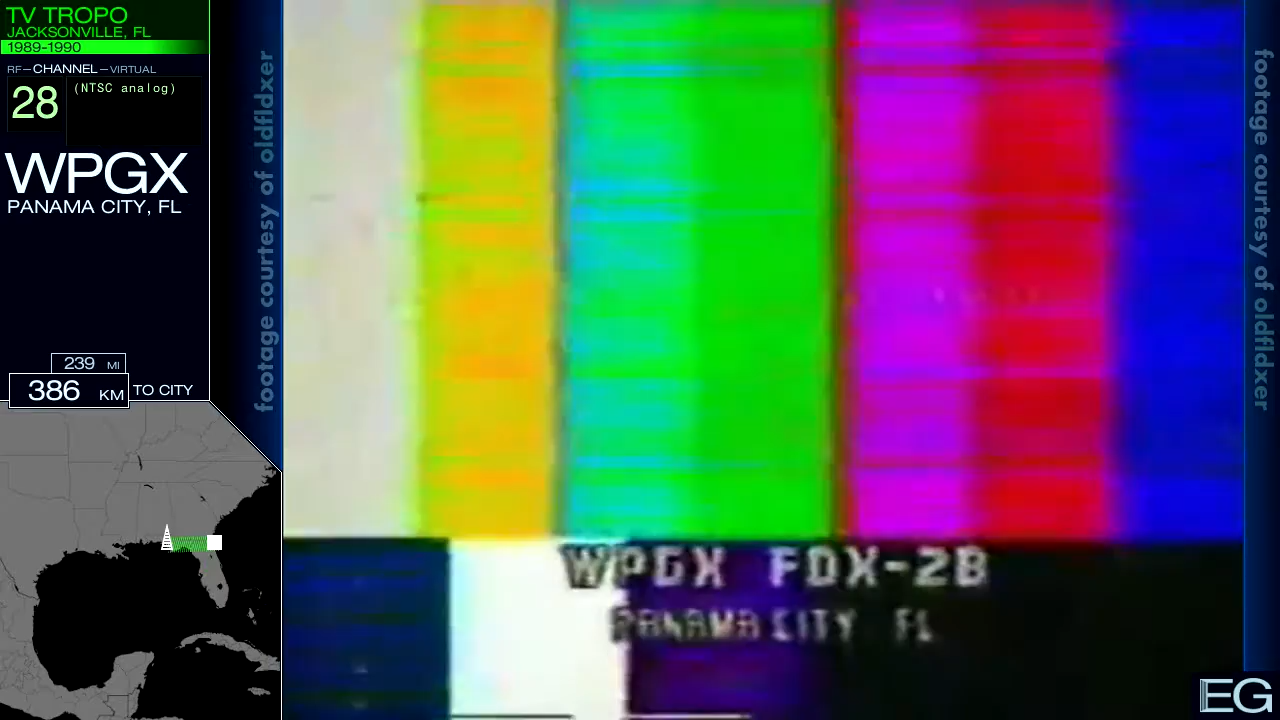 TV TROPO
JACKSONVILLE, FL
1989-1990
RF – CHANNEL – VIRTUAL
28
(NTSC analog)
WPGX
PANAMA CITY, FL
239 MI
386 KM TO CITY
footage courtesy of oldfldxer
WPGX FOX-28
PANAMA CITY FL
footage courtesy of oldfldxer
EG